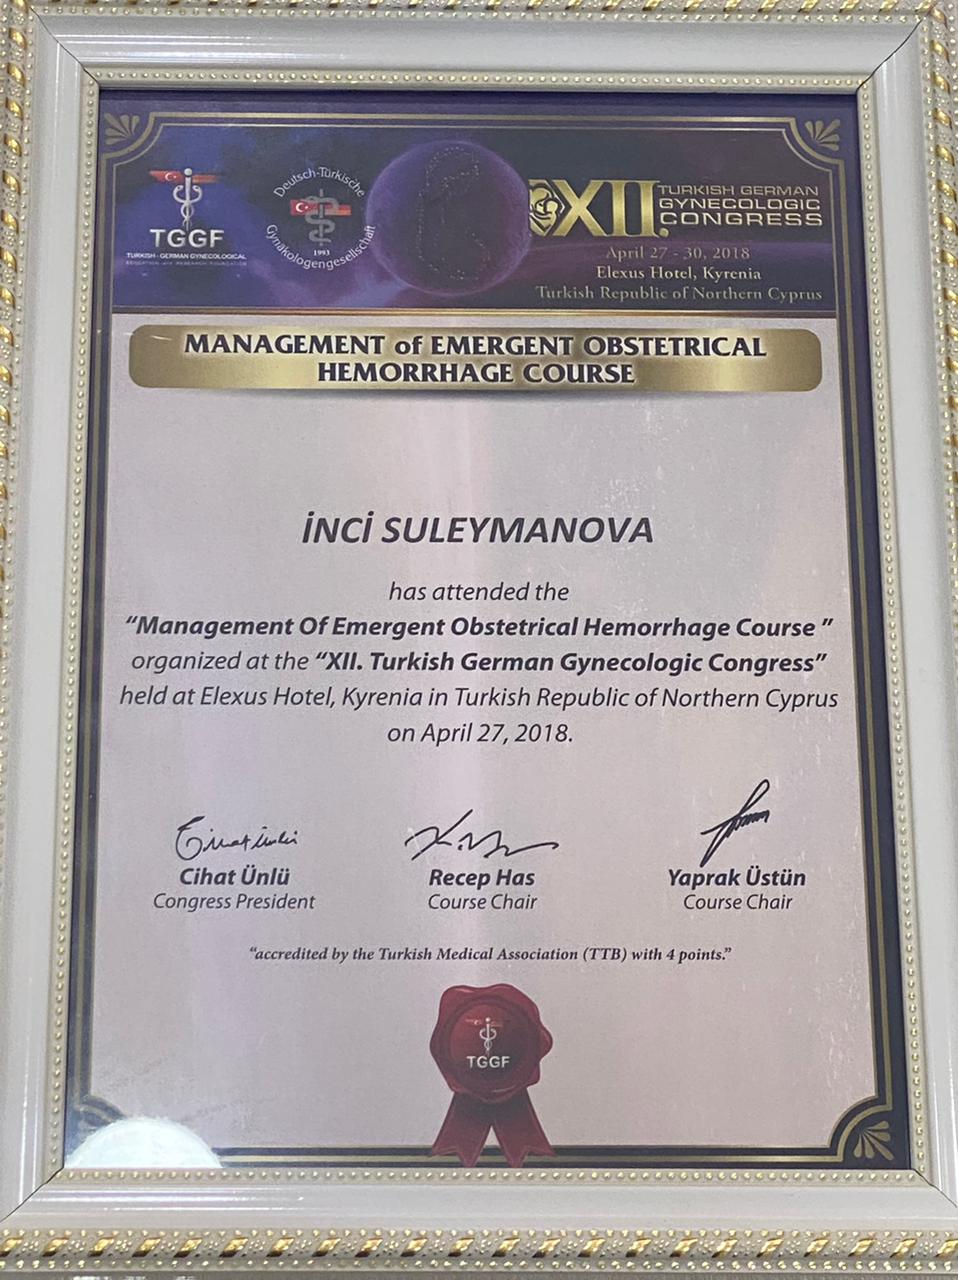 TGGF
TURKISH - GERMAN GYNECOLOGICAL
EDUCATION AND RESEARCH FOUNDATION
Deutsch-Türkische
Gynäkologengesellschaft
1993
XII. TURKISH GERMAN
GYNECOLOGIC
CONGRESS
April 27 - 30, 2018
Elexus Hotel, Kyrenia
Turkish Republic of Northern Cyprus
MANAGEMENT of EMERGENT OBSTETRICAL
HEMORRHAGE COURSE
İNCİ SULEYMANOVA
has attended the
“Management Of Emergent Obstetrical Hemorrhage Course ”
organized at the “XII. Turkish German Gynecologic Congress”
held at Elexus Hotel, Kyrenia in Turkish Republic of Northern Cyprus
on April 27, 2018.
Cihat Ünlü
Congress President
Recep Has
Course Chair
Yaprak Üstün
Course Chair
“accredited by the Turkish Medical Association (TTB) with 4 points.”
TGGF